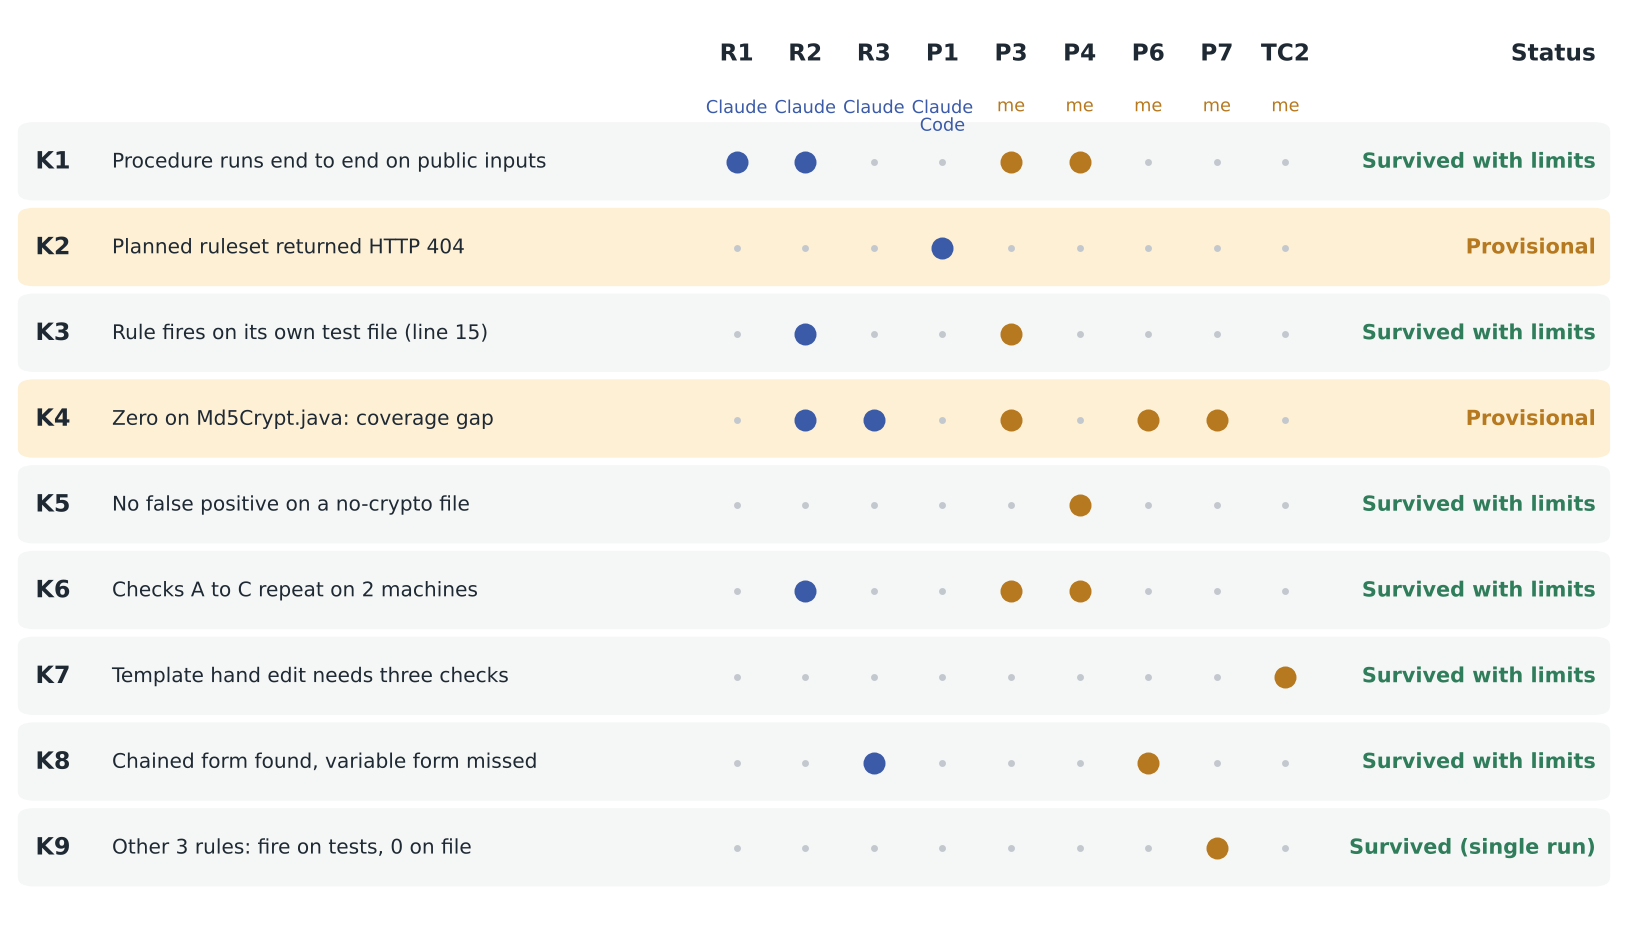 R1 R2 R3 P1 P3 P4 P6 P7 TC2 Status
Claude Claude Claude Claude me me me me me
Code
K1 Procedure runs end to end on public inputs Survived with limits
K2 Planned ruleset returned HTTP 404 Provisional
K3 Rule fires on its own test file (line 15) Survived with limits
K4 Zero on Md5Crypt.java: coverage gap Provisional
K5 No false positive on a no-crypto file Survived with limits
K6 Checks A to C repeat on 2 machines Survived with limits
K7 Template hand edit needs three checks Survived with limits
K8 Chained form found, variable form missed Survived with limits
K9 Other 3 rules: fire on tests, 0 on file Survived (single run)